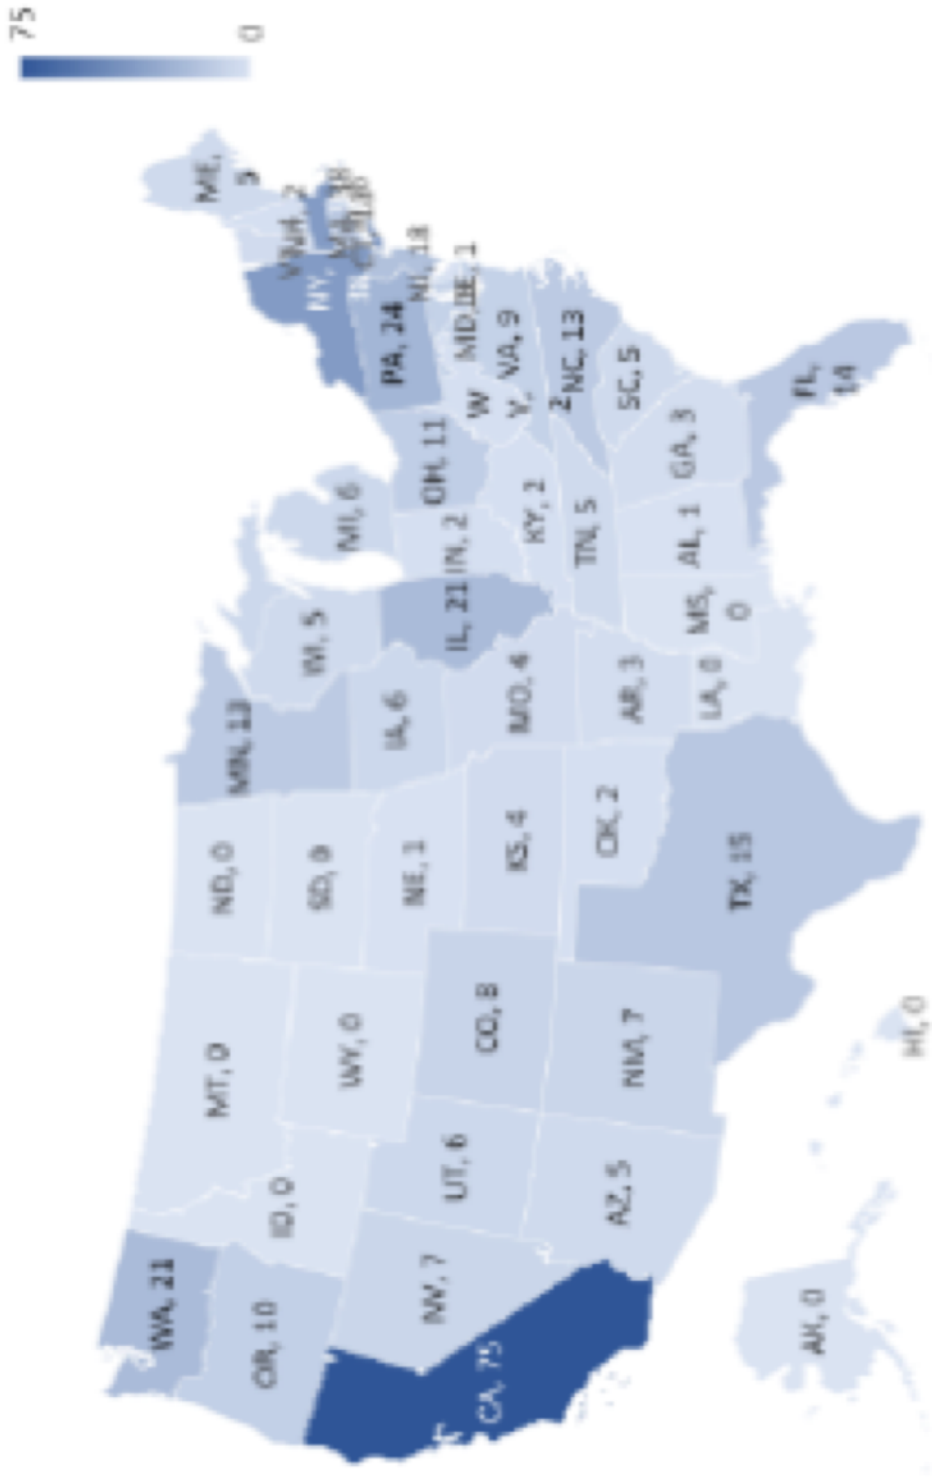 WA, 21
OR, 10
CA, 75
ID, 0
NV, 7
MT, 0
WY, 0
UT, 6
AZ, 5
CO, 8
NM, 7
ND, 0
SD, 0
NE, 1
KS, 4
OK, 2
TX, 15
MN, 13
IA, 6
MO, 4
AR, 3
LA, 0
WI, 5
IL, 21
MI, 6
IN, 2
OH, 11
KY, 2
TN, 5
MS,
0
AL, 1
GA, 3
FL,
14
SC, 5
NC, 13
VA, 9
W
V,
2
MD,
DE, 1
PA, 24
NY,
ME,
AK, 0
HI, 0
75
0